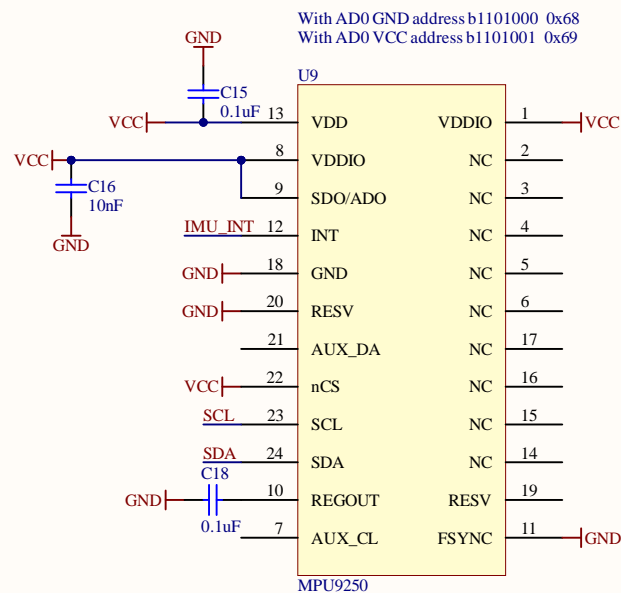 With AD0 GND address b1101000  0x68
With AD0 VCC address b1101001  0x69
GND
U9
C15
0.1uF
VCC
13
VDD
VDDIO
1
VCC
VCC
8
VDDIO
NC
2
C16
10nF
GND
9
SDO/ADO
NC
3
IMU_INT
12
INT
NC
4
GND
18
GND
NC
5
GND
20
RESV
NC
6
21
AUX_DA
NC
17
VCC
22
nCS
NC
16
SCL
23
SCL
NC
15
SDA
24
SDA
NC
14
C18
0.1uF
GND
10
REGOUT
RESV
19
7
AUX_CL
FSYNC
11
GND
MPU9250